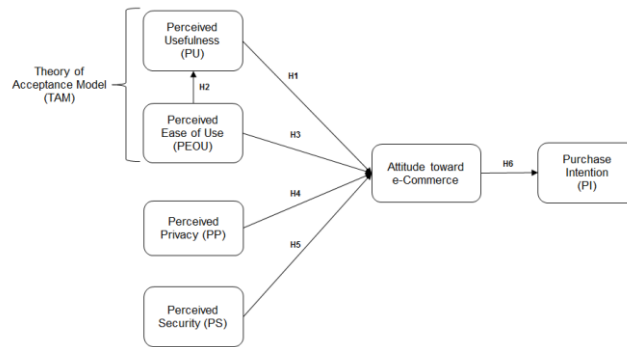 Perceived
Usefulness
(PU)
H1
Theory of
Acceptance Model
(TAM)
H2
Perceived
Ease of Use
(PEOU)
H3
Attitude toward
e-Commerce
H6
Purchase
Intention
(PI)
H4
Perceived
Privacy (PP)
H5
Perceived
Security (PS)